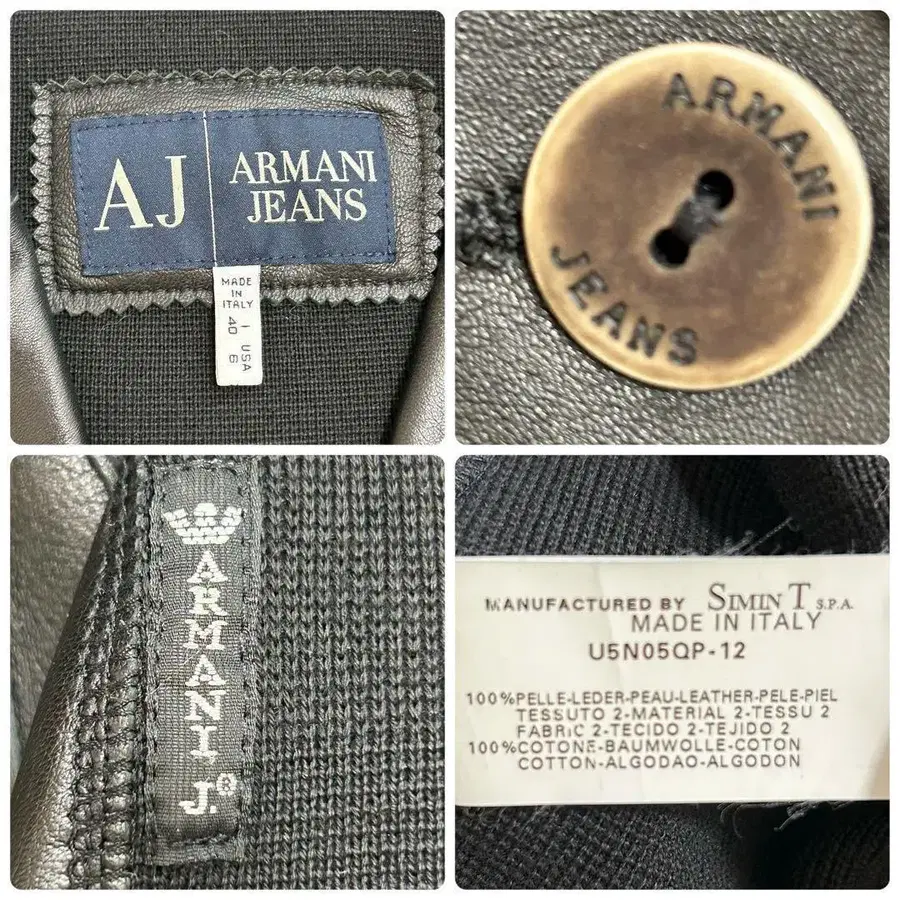 AJ
ARMANI
JEANS
MADE
IN
ITALY
I USA
40 6
ARMANI
JEANS
ARMANI
J.®
MANUFACTURED BY SIMIN T S.P.A.
MADE IN ITALY
U5N05QP-12
100%PELLE-LEDER-PEAU-LEATHER-PELE-PIEL
TESSUTO 2-MATERIAL 2-TESSU 2
FABRIC 2-TECIDO 2-TEJIDO 2
100%COTONE-BAUMWOLLE-COTON
COTTON-ALGODAO-ALGODON